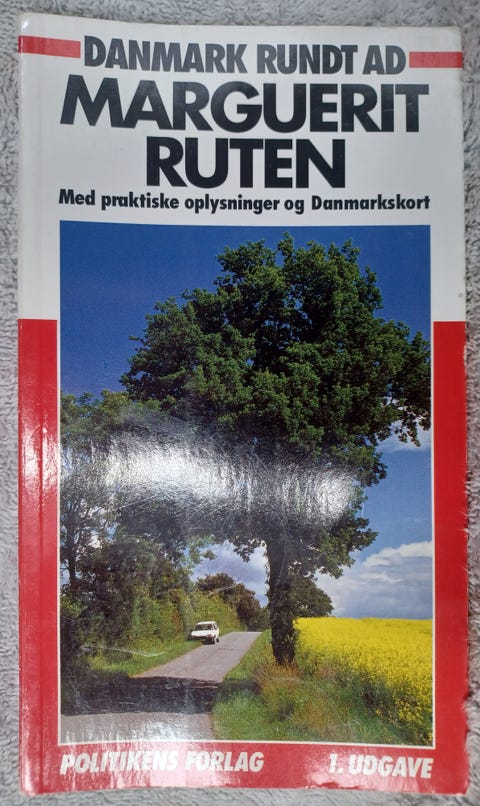 DANMARK RUNDT AD
MARGUERIT
RUTEN
Med praktiske oplysninger og Danmarkskort
POLITIKENS FORLAG 1. UDGAVE